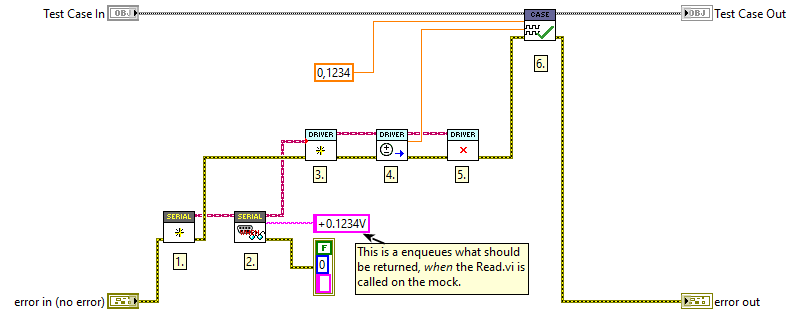 Test Case In
OBJ
CASE
OBJ
Test Case Out
0,1234
6.
DRIVER
DRIVER
DRIVER
3.
4.
5.
SERIAL
SERIAL
+0.1234V
1.
2.
F
0
This is a enqueues what should
be returned, when the Read.vi is
called on the mock.
error in (no error)
error out